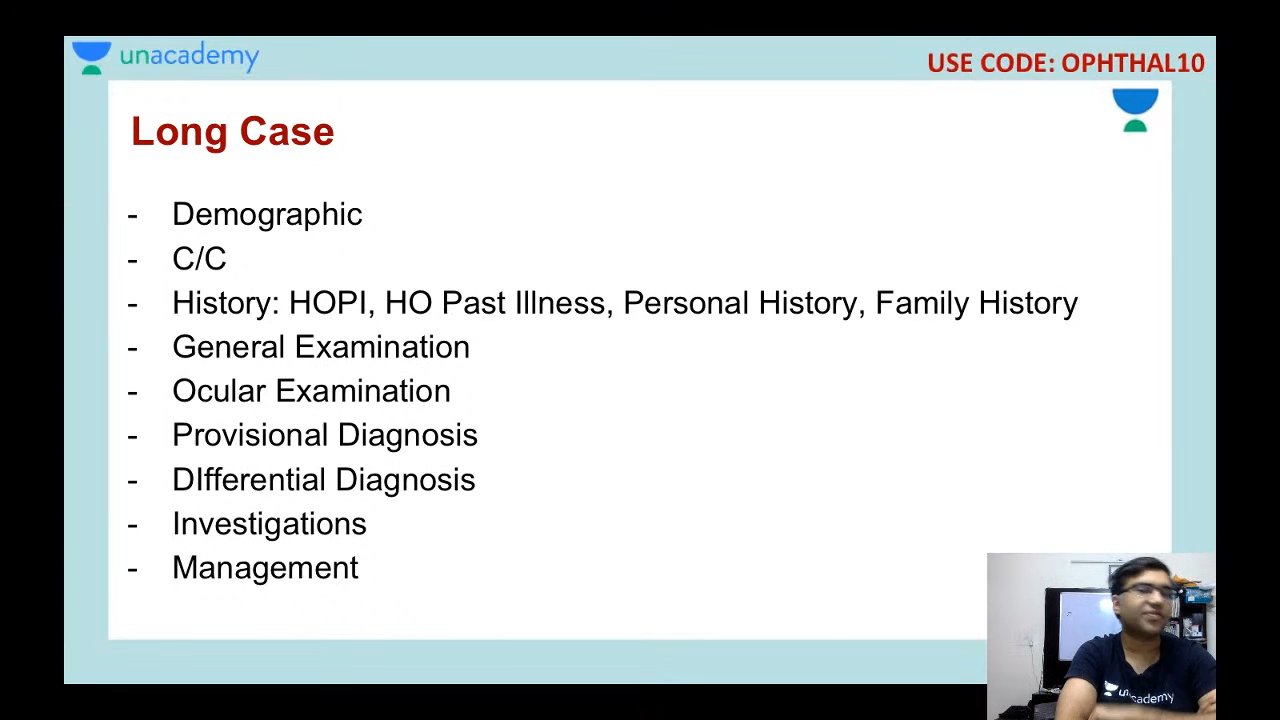 unacademy
USE CODE: OPHTHAL10
Long Case
- Demographic
- C/C
- History: HOPI, HO Past Illness, Personal History, Family History
- General Examination
- Ocular Examination
- Provisional Diagnosis
- DIfferential Diagnosis
- Investigations
- Management
unacademy